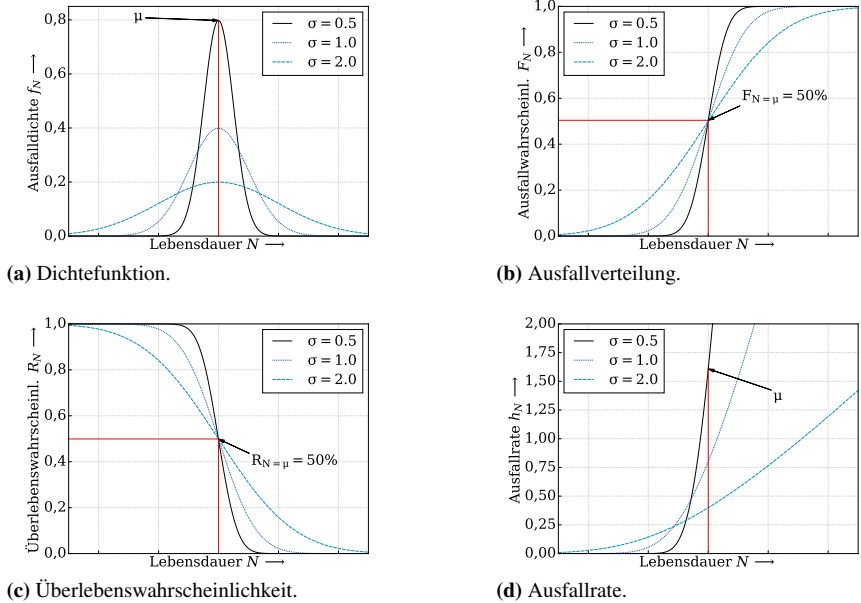 μ
σ = 0.5
σ = 1.0
σ = 2.0
0,8
0,6
0,4
0,2
0,0
Ausfalldichte f_N ⟶
Lebensdauer N ⟶
(a) Dichtefunktion.
1,0
0,8
0,6
0,4
0,2
0,0
Ausfallwahrscheinl. F_N ⟶
σ = 0.5
σ = 1.0
σ = 2.0
F_{N=μ} = 50%
Lebensdauer N ⟶
(b) Ausfallverteilung.
1,0
0,8
0,6
0,4
0,2
0,0
Überlebenswahrscheinl. R_N ⟶
σ = 0.5
σ = 1.0
σ = 2.0
R_{N=μ} = 50%
Lebensdauer N ⟶
(c) Überlebenswahrscheinlichkeit.
2,00
1,75
1,50
1,25
1,00
0,75
0,50
0,25
0,00
Ausfallrate h_N ⟶
σ = 0.5
σ = 1.0
σ = 2.0
μ
Lebensdauer N ⟶
(d) Ausfallrate.